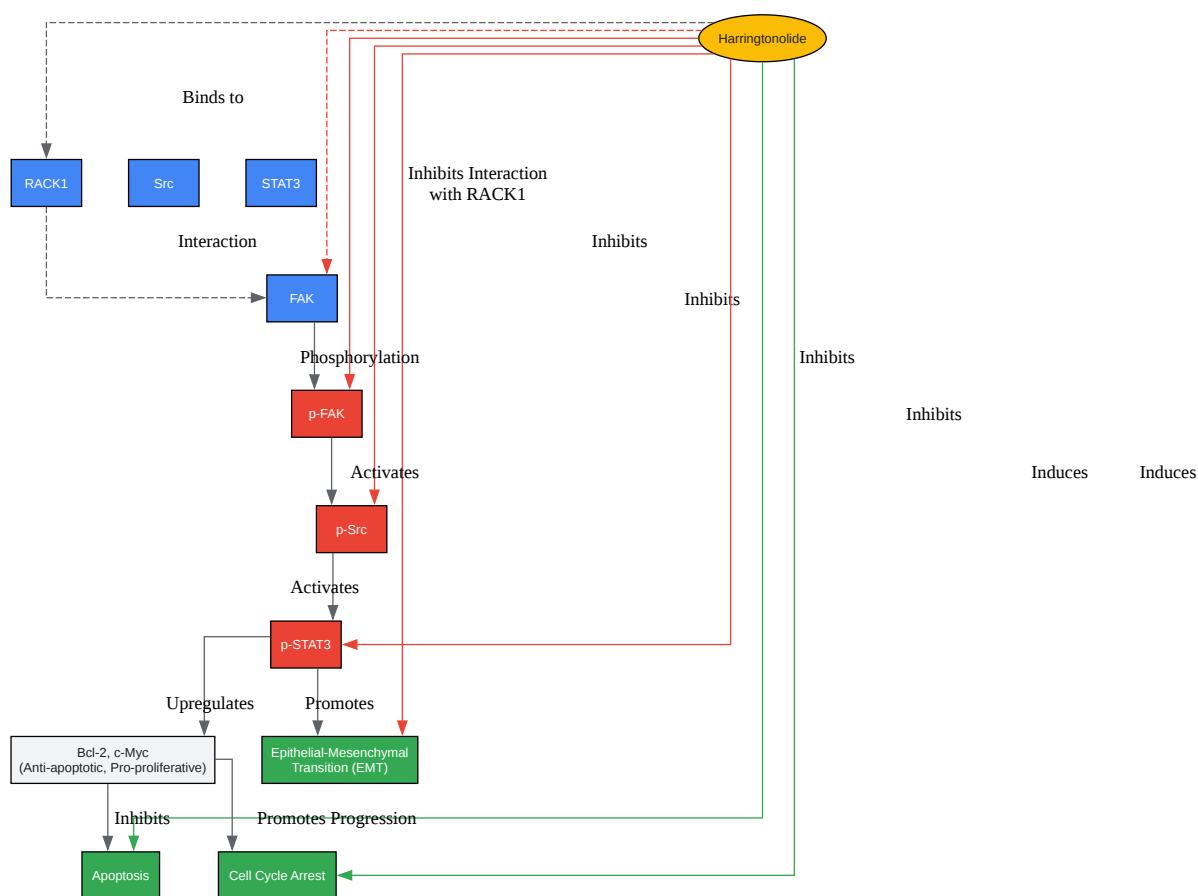 Harringtonolide
Binds to
RACK1
Src
STAT3
Inhibits Interaction
with RACK1
Interaction
Inhibits
FAK
Inhibits
Phosphorylation
Inhibits
p-FAK
Inhibits
Activates
Induces
Induces
p-Src
Activates
p-STAT3
Upregulates
Promotes
Bcl-2, c-Myc
(Anti-apoptotic, Pro-proliferative)
Epithelial-Mesenchymal
Transition (EMT)
Inhibits
Promotes Progression
Apoptosis
Cell Cycle Arrest